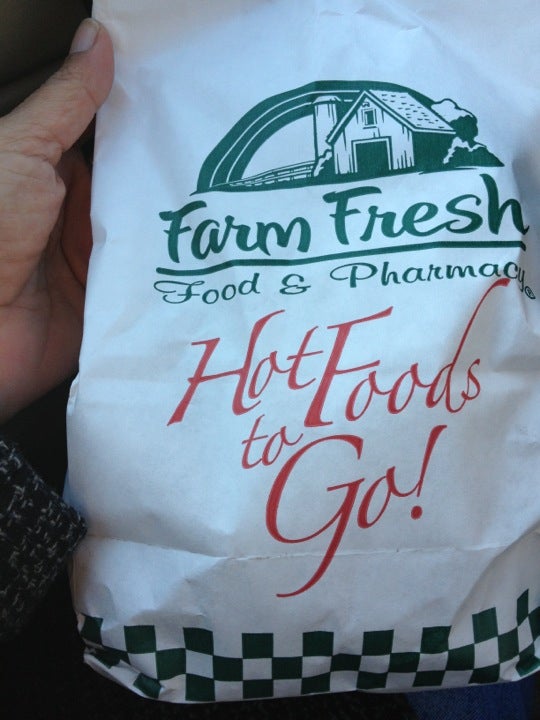 Farm Fresh
Food & Pharmacy®
Hot Foods
to
Go!